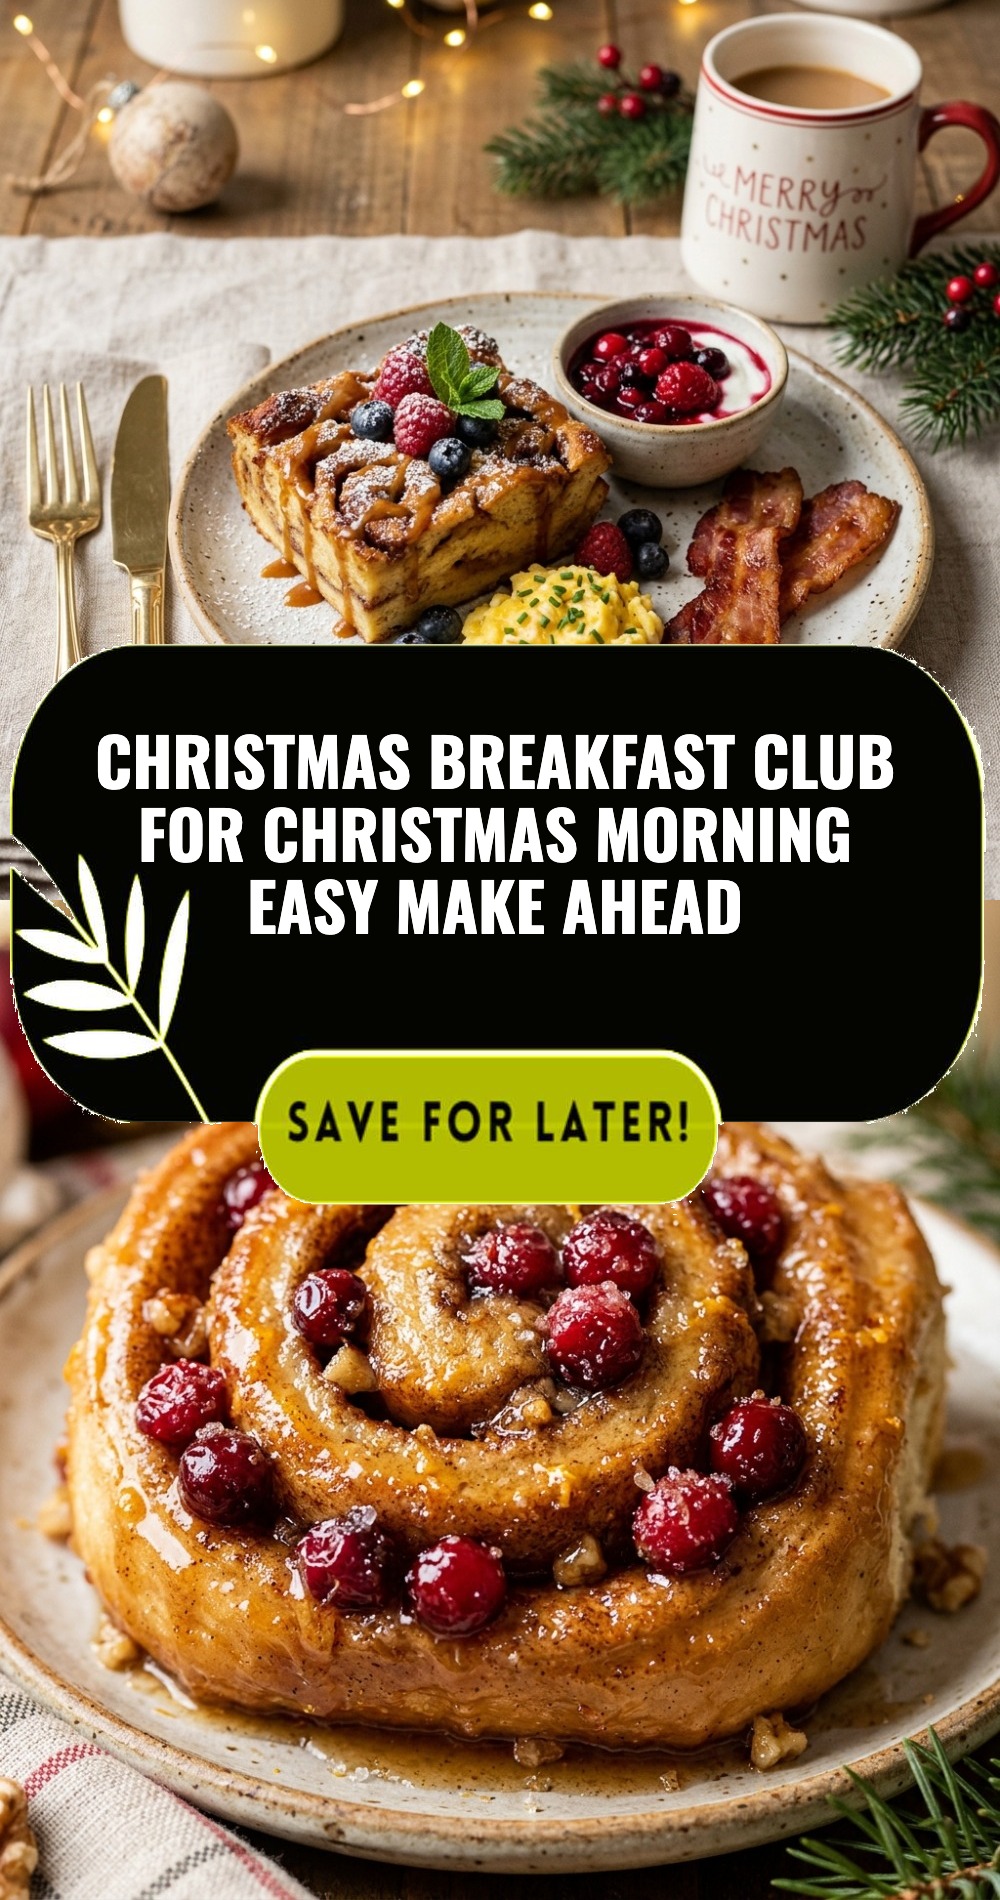 MERRY
CHRISTMAS
CHRISTMAS BREAKFAST CLUB
FOR CHRISTMAS MORNING
EASY MAKE AHEAD
SAVE FOR LATER!